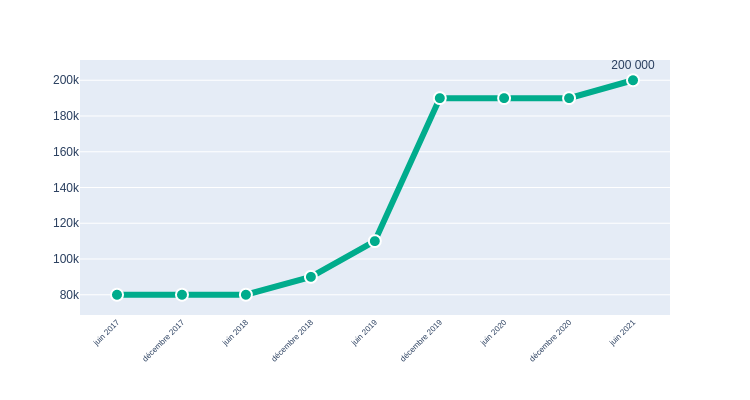 200 000
200k
180k
160k
140k
120k
100k
80k
juin 2017
décembre 2017
juin 2018
décembre 2018
juin 2019
décembre 2019
juin 2020
décembre 2020
juin 2021